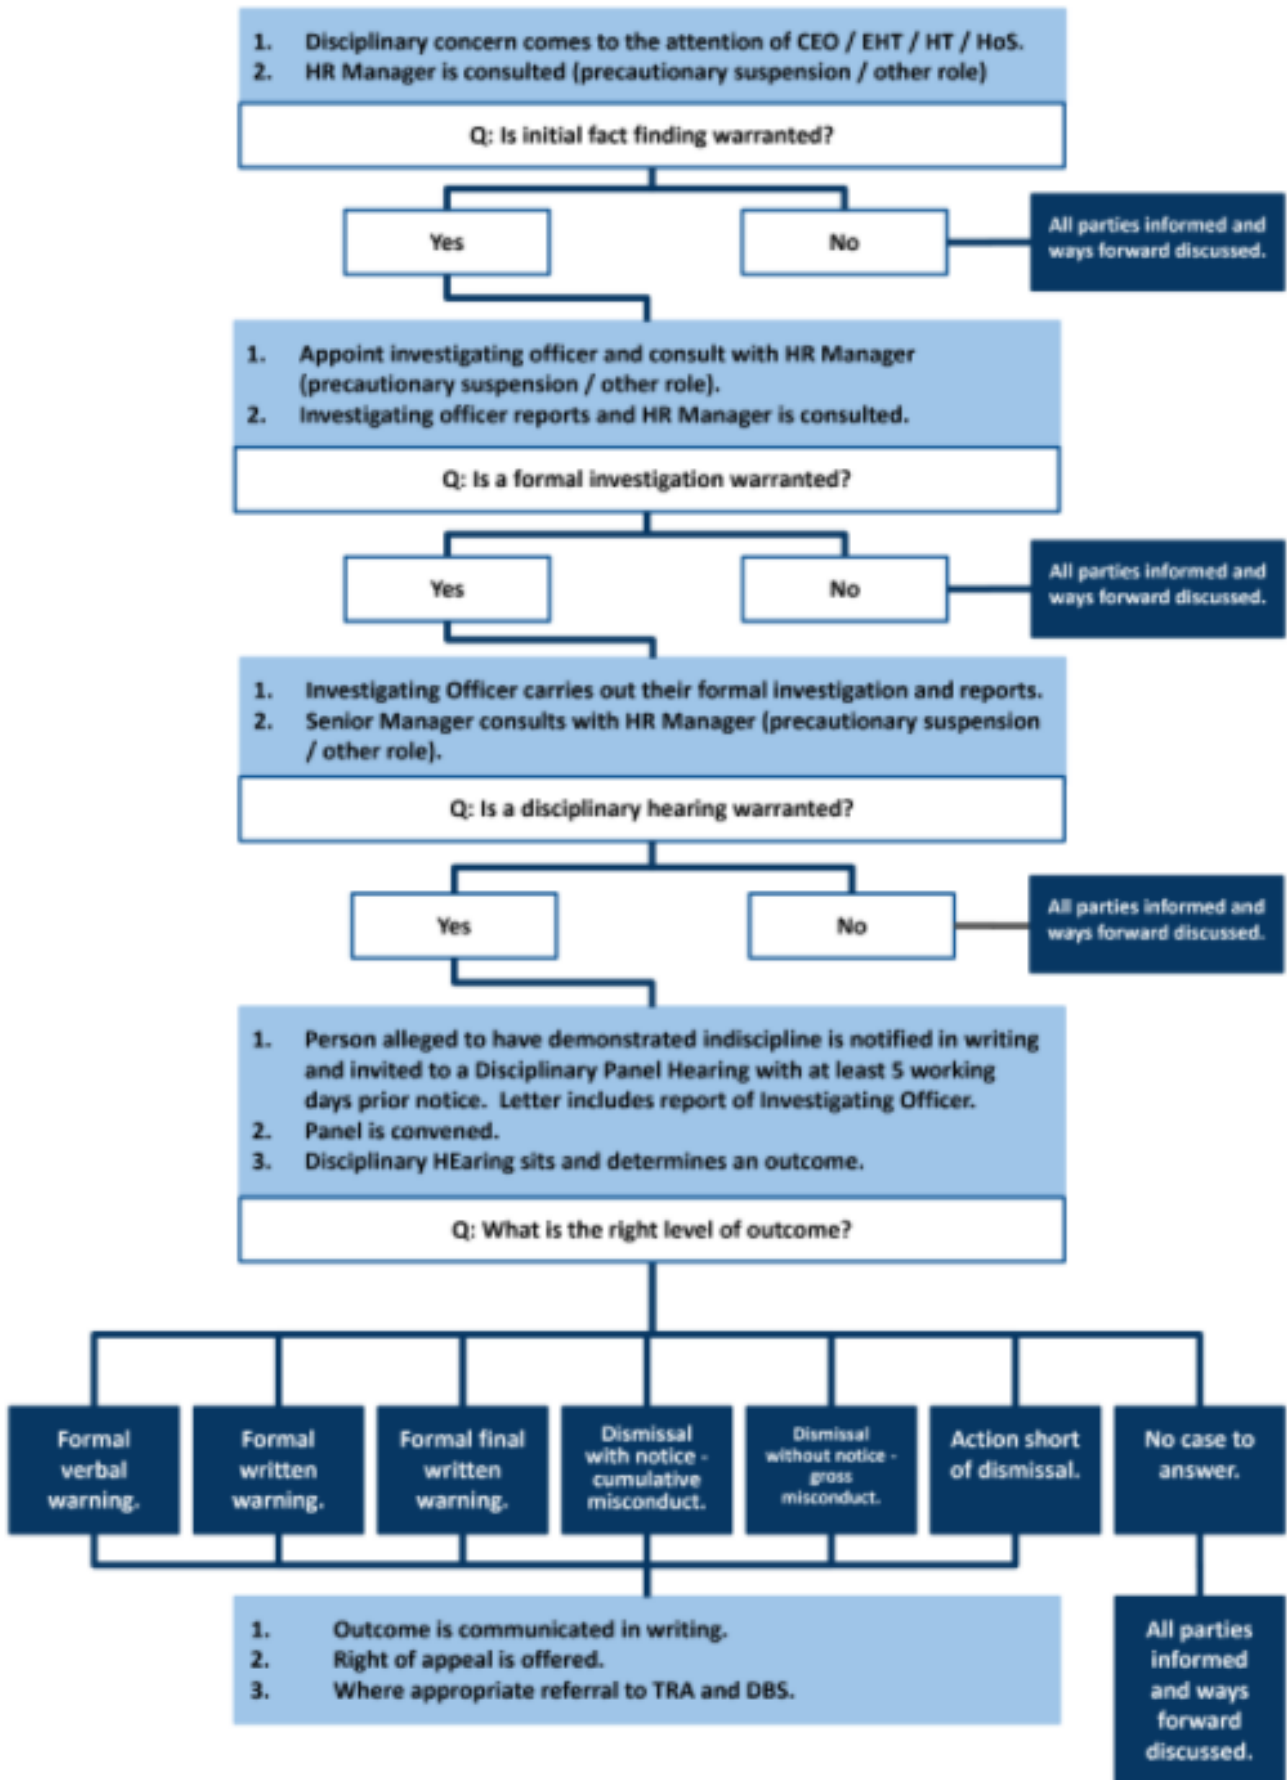 1. Disciplinary concern comes to the attention of CEO / EHT / HT / HoS.
2. HR Manager is consulted (precautionary suspension / other role)
Q: Is initial fact finding warranted?
Yes
No
All parties informed and
ways forward discussed.
1. Appoint investigating officer and consult with HR Manager
(precautionary suspension / other role).
2. Investigating officer reports and HR Manager is consulted.
Q: Is a formal investigation warranted?
Yes
No
All parties informed and
ways forward discussed.
1. Investigating Officer carries out their formal investigation and reports.
2. Senior Manager consults with HR Manager (precautionary suspension
/ other role).
Q: Is a disciplinary hearing warranted?
Yes
No
All parties informed and
ways forward discussed.
1. Person alleged to have demonstrated indiscipline is notified in writing
and invited to a Disciplinary Panel Hearing with at least 5 working
days prior notice. Letter includes report of Investigating Officer.
2. Panel is convened.
3. Disciplinary HEaring sits and determines an outcome.
Q: What is the right level of outcome?
Formal
verbal
warning.
Formal
written
warning.
Formal final
written
warning.
Dismissal
with notice -
cumulative
misconduct.
Dismissal
without notice -
gross
misconduct.
Action short
of dismissal.
No case to
answer.
1. Outcome is communicated in writing.
2. Right of appeal is offered.
3. Where appropriate referral to TRA and DBS.
All parties
informed
and ways
forward
discussed.